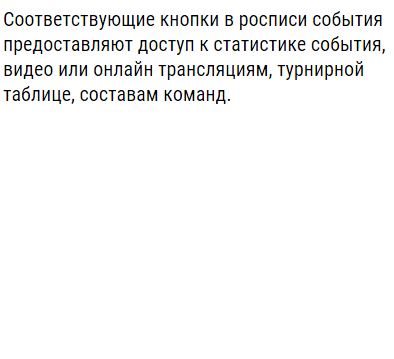 Соответствующие кнопки в росписи события
предоставляют доступ к статистике события,
видео или онлайн трансляциям, турнирной
таблице, составам команд.